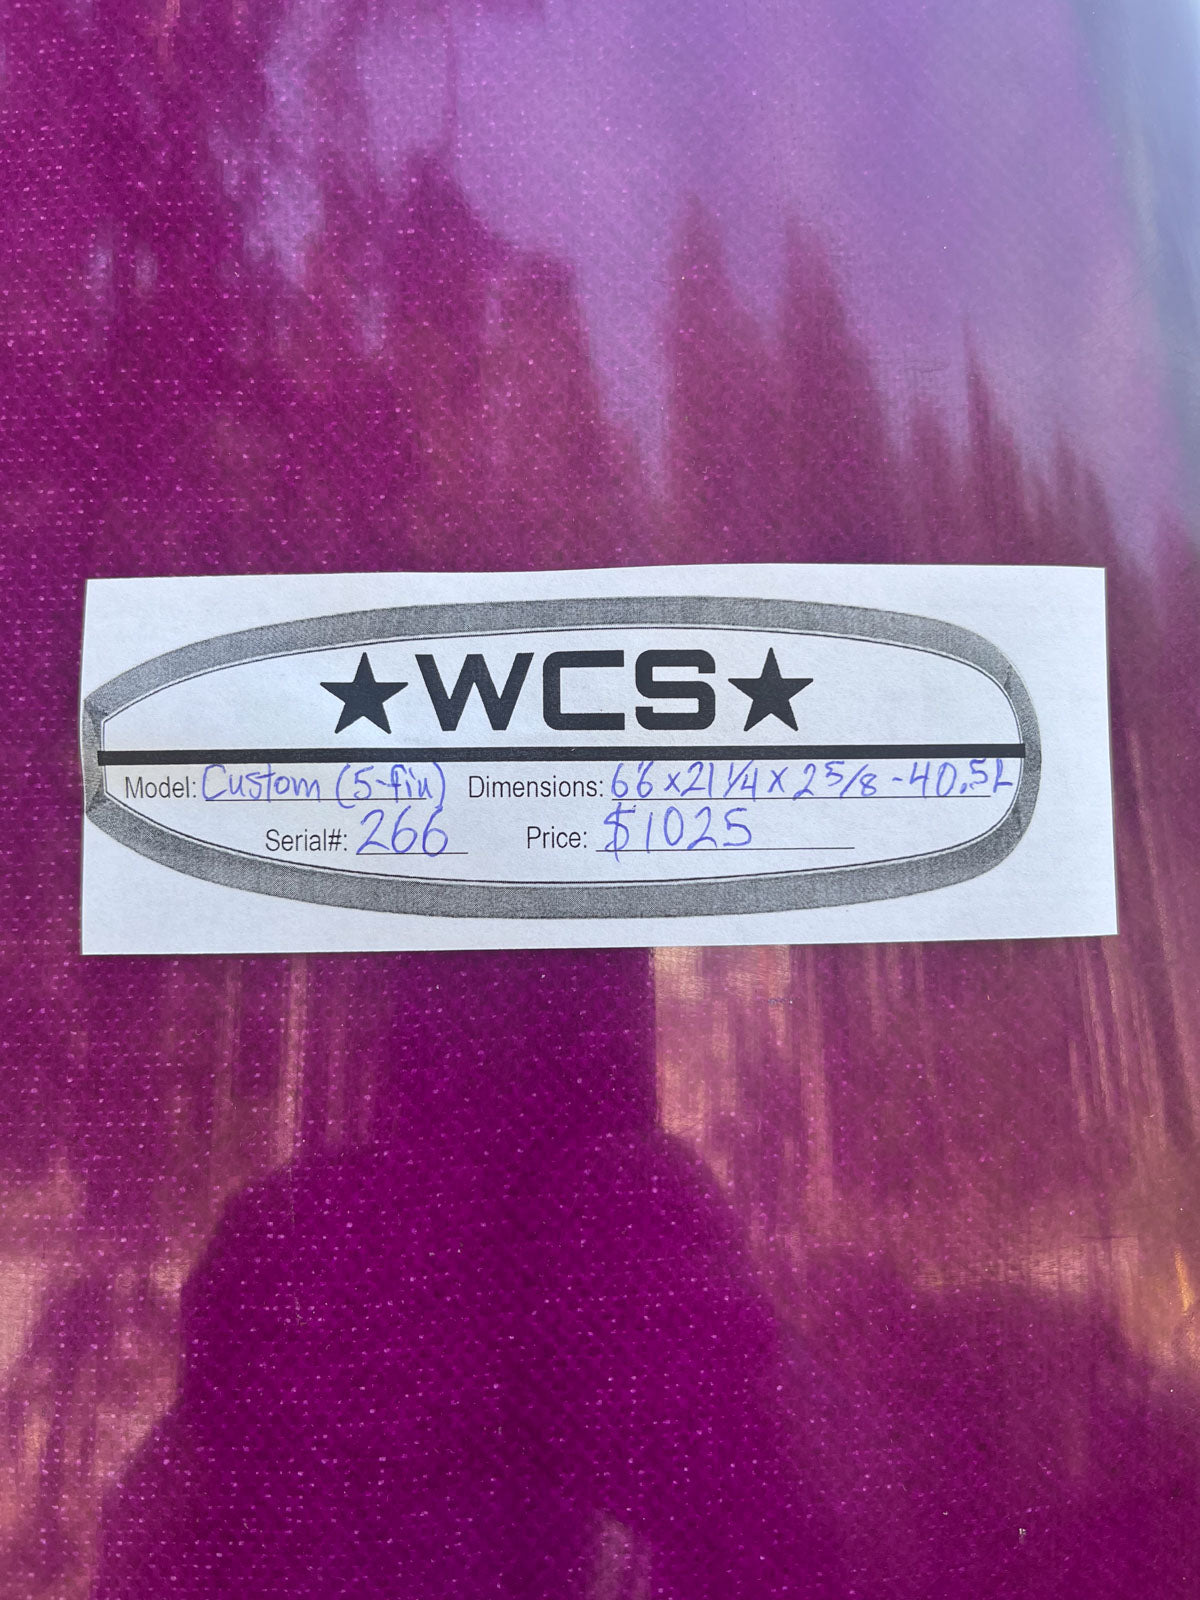 ★WCS★
Model: Custom (5-fin) Dimensions: 6'6 x 21 1/4 x 2 5/8 - 40.5L
Serial#: 266 Price: $1025